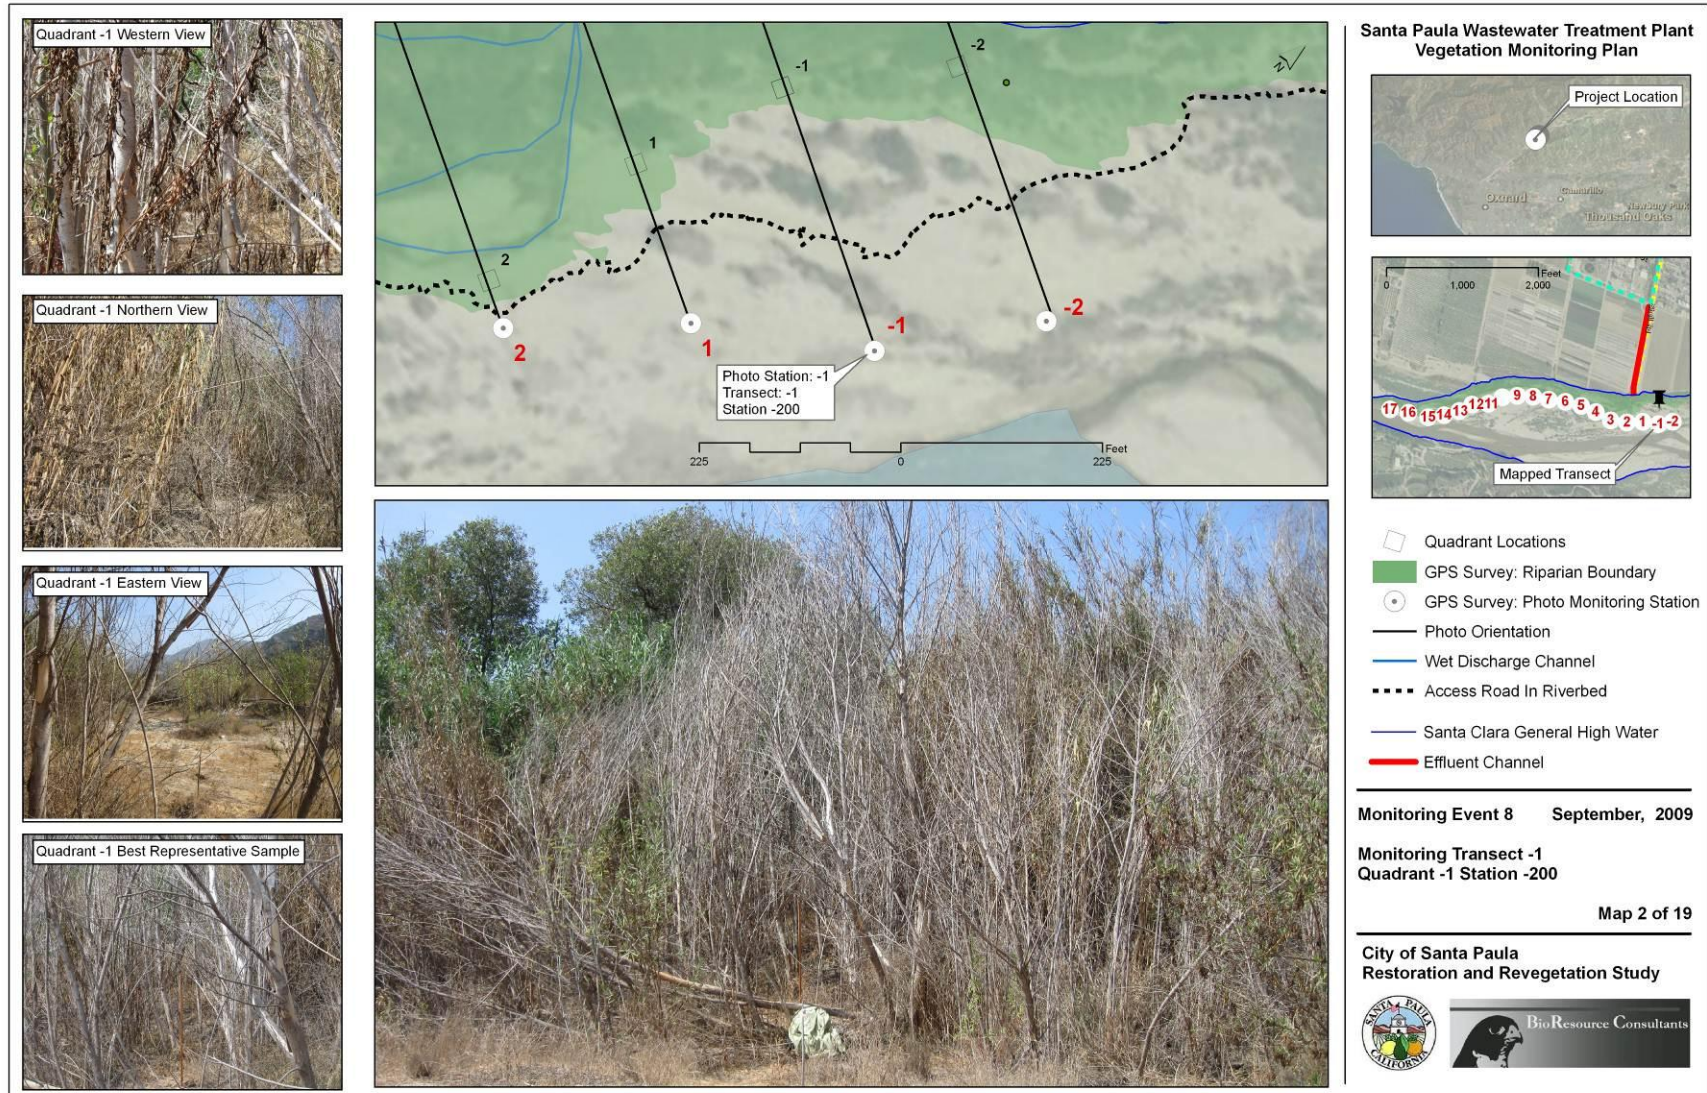 Quadrant -1 Western View
Quadrant -1 Northern View
Quadrant -1 Eastern View
Quadrant -1 Best Representative Sample
2
1
-1
-2
N
2
1
-1
-2
Photo Station: -1
Transect: -1
Station -200
225
0
225
Feet
Santa Paula Wastewater Treatment Plant
Vegetation Monitoring Plan
Project Location
Oxnard
Camarillo
Newbury Park
Thousand Oaks
Feet
0
1,000
2,000
17 16 15 14 13 12 11 9 8 7 6 5 4 3 2 1 -1 -2
Mapped Transect
Quadrant Locations
GPS Survey: Riparian Boundary
GPS Survey: Photo Monitoring Station
Photo Orientation
Wet Discharge Channel
Access Road In Riverbed
Santa Clara General High Water
Effluent Channel
Monitoring Event 8 September, 2009
Monitoring Transect -1
Quadrant -1 Station -200
Map 2 of 19
City of Santa Paula
Restoration and Revegetation Study
SANTA PAULA
CALIFORNIA
BioResource Consultants